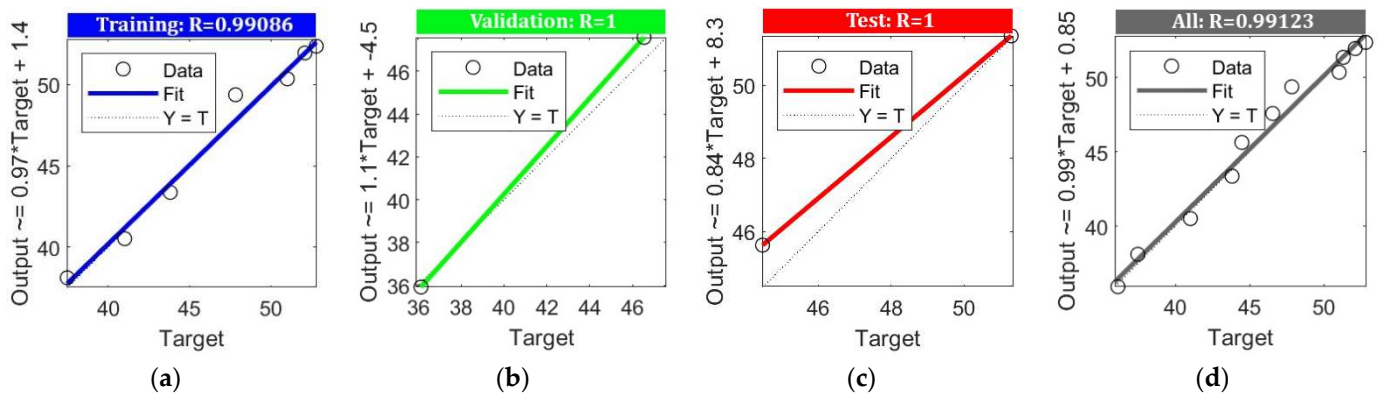 Training: R=0.99086
Output ~= 0.97*Target + 1.4
50
45
40
Data
Fit
Y = T
40
45
50
Target
(a)
Validation: R=1
Output ~= 1.1*Target + -4.5
46
44
42
40
38
36
Data
Fit
Y = T
36
38
40
42
44
46
Target
(b)
Test: R=1
Output ~= 0.84*Target + 8.3
50
48
46
Data
Fit
Y = T
46
48
50
Target
(c)
All: R=0.99123
Output ~= 0.99*Target + 0.85
50
45
40
Data
Fit
Y = T
40
45
50
Target
(d)